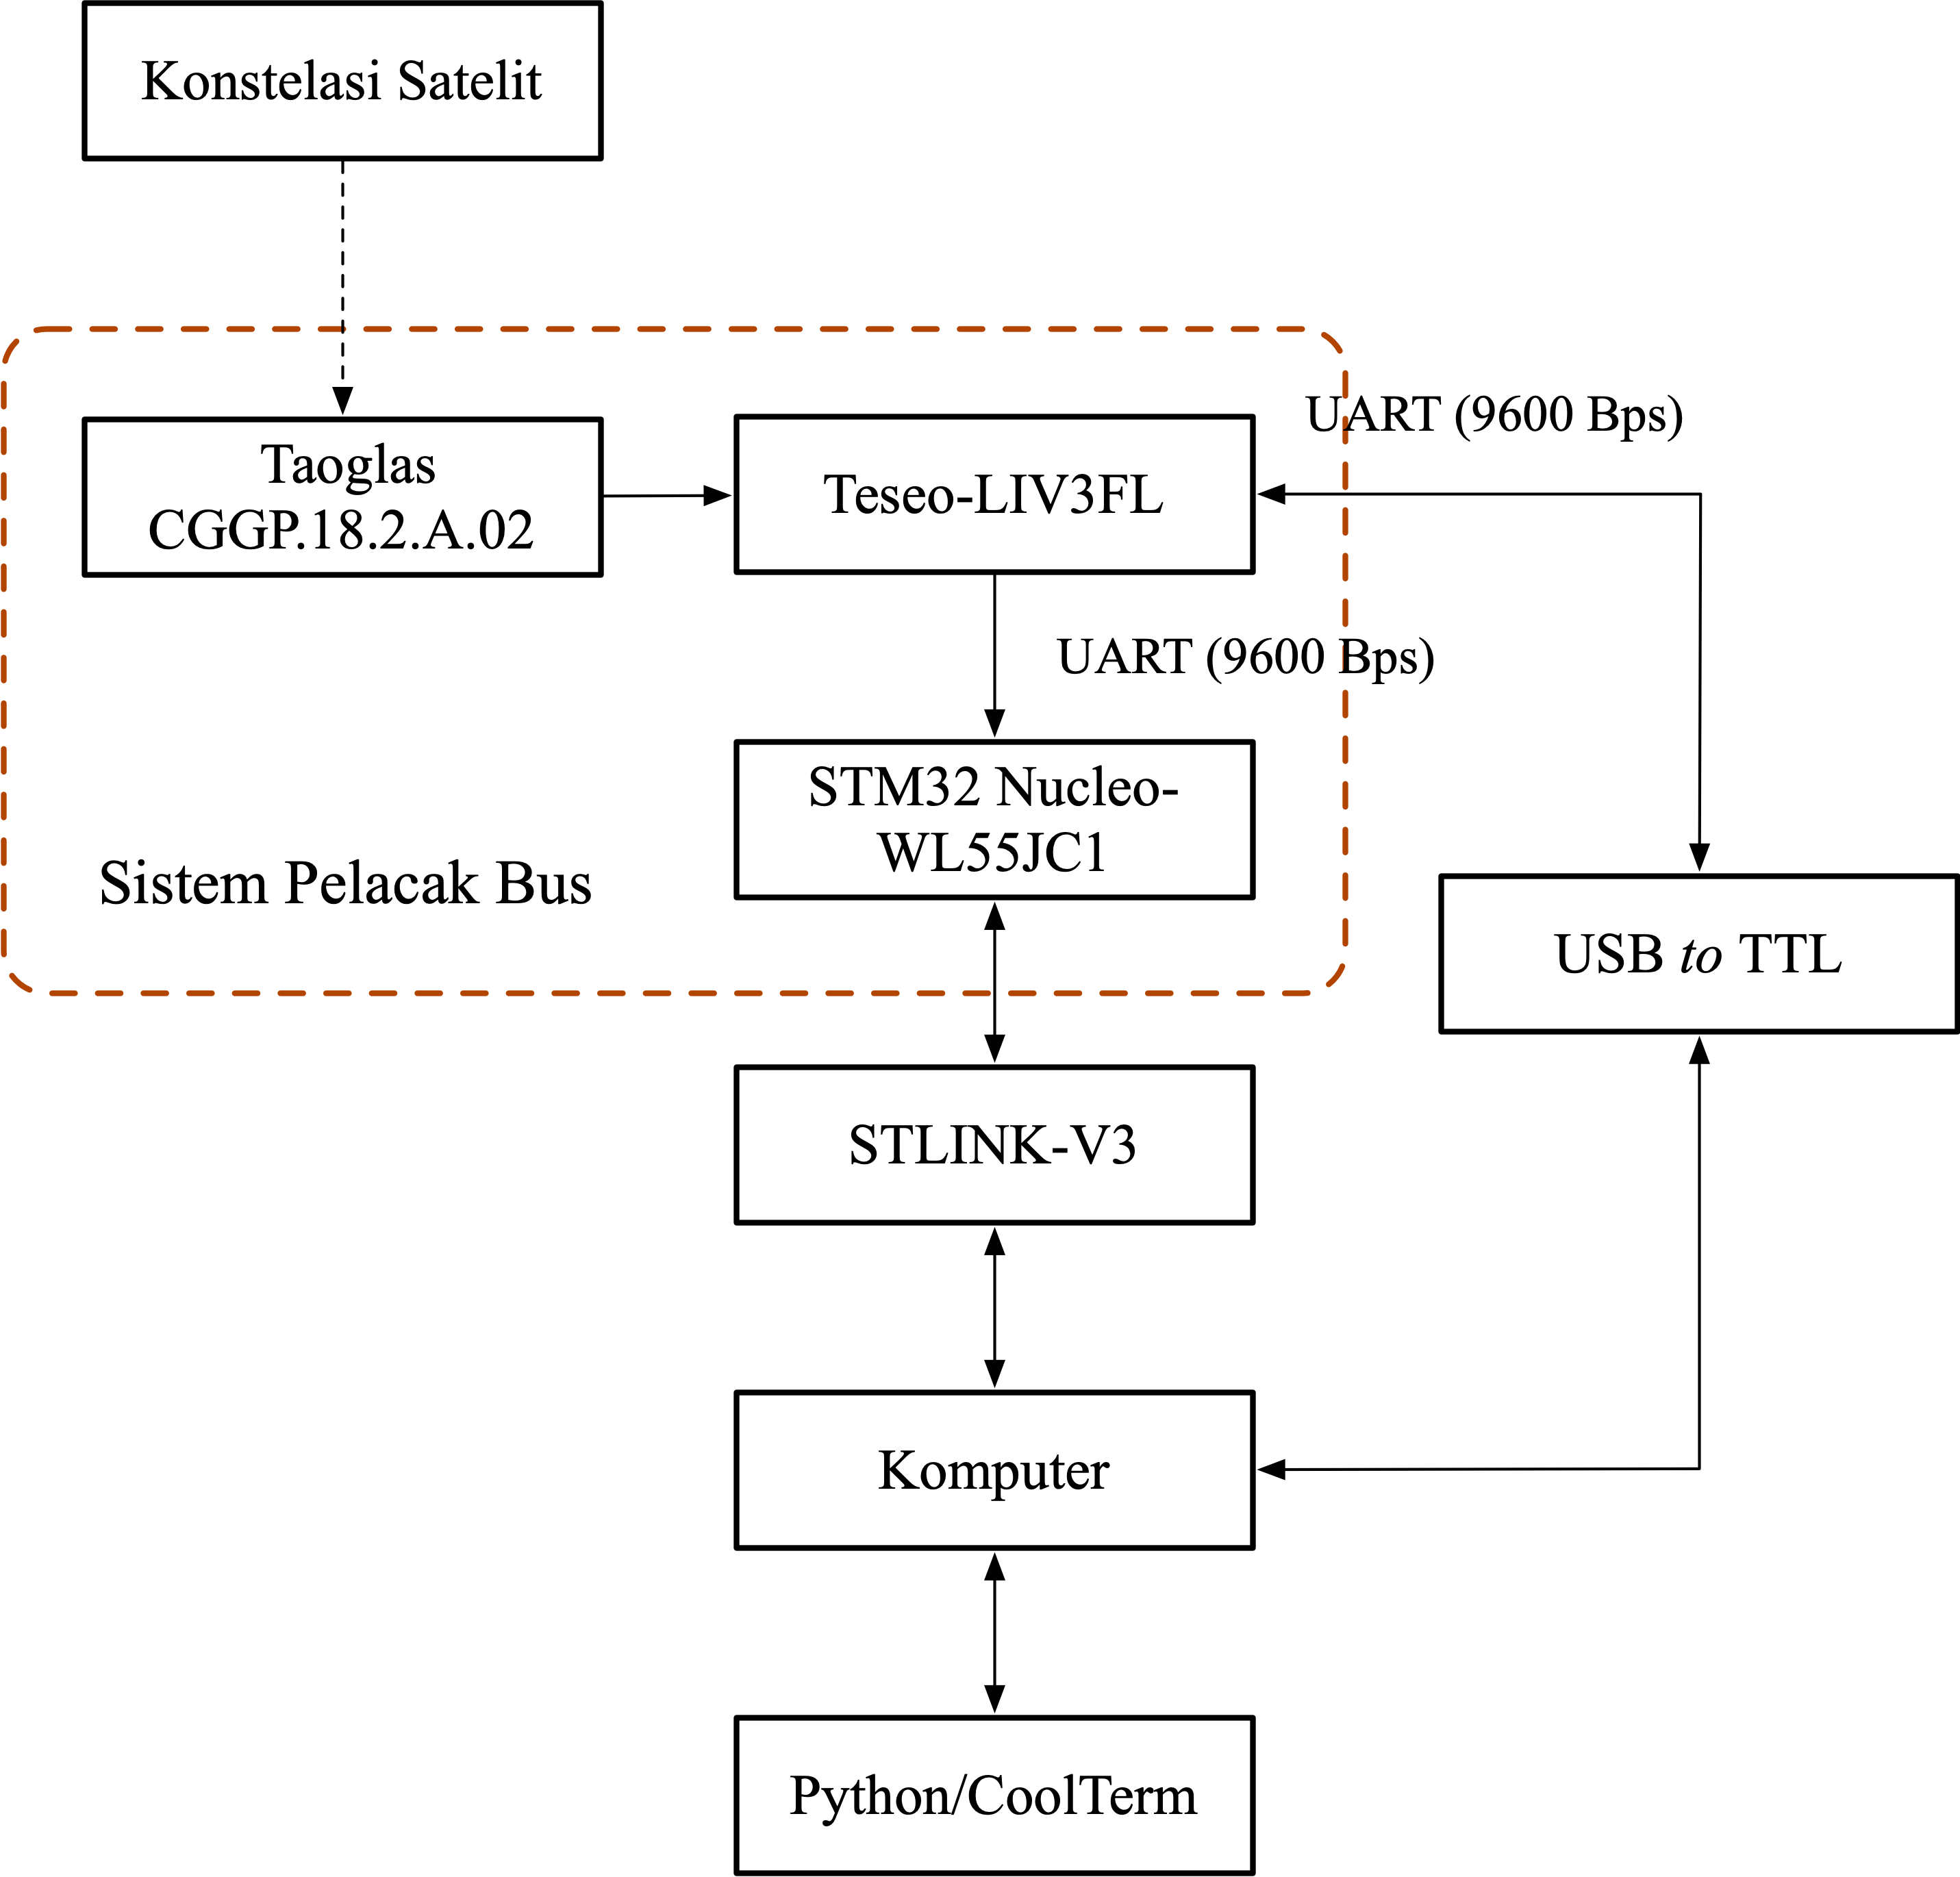 Konstelasi Satelit
UART (9600 Bps)
Taoglas
CGGP.18.2.A.02
Teseo-LIV3FL
UART (9600 Bps)
STM32 Nucleo-
WL55JC1
Sistem Pelacak Bus
USB to TTL
STLINK-V3
Komputer
Python/CoolTerm